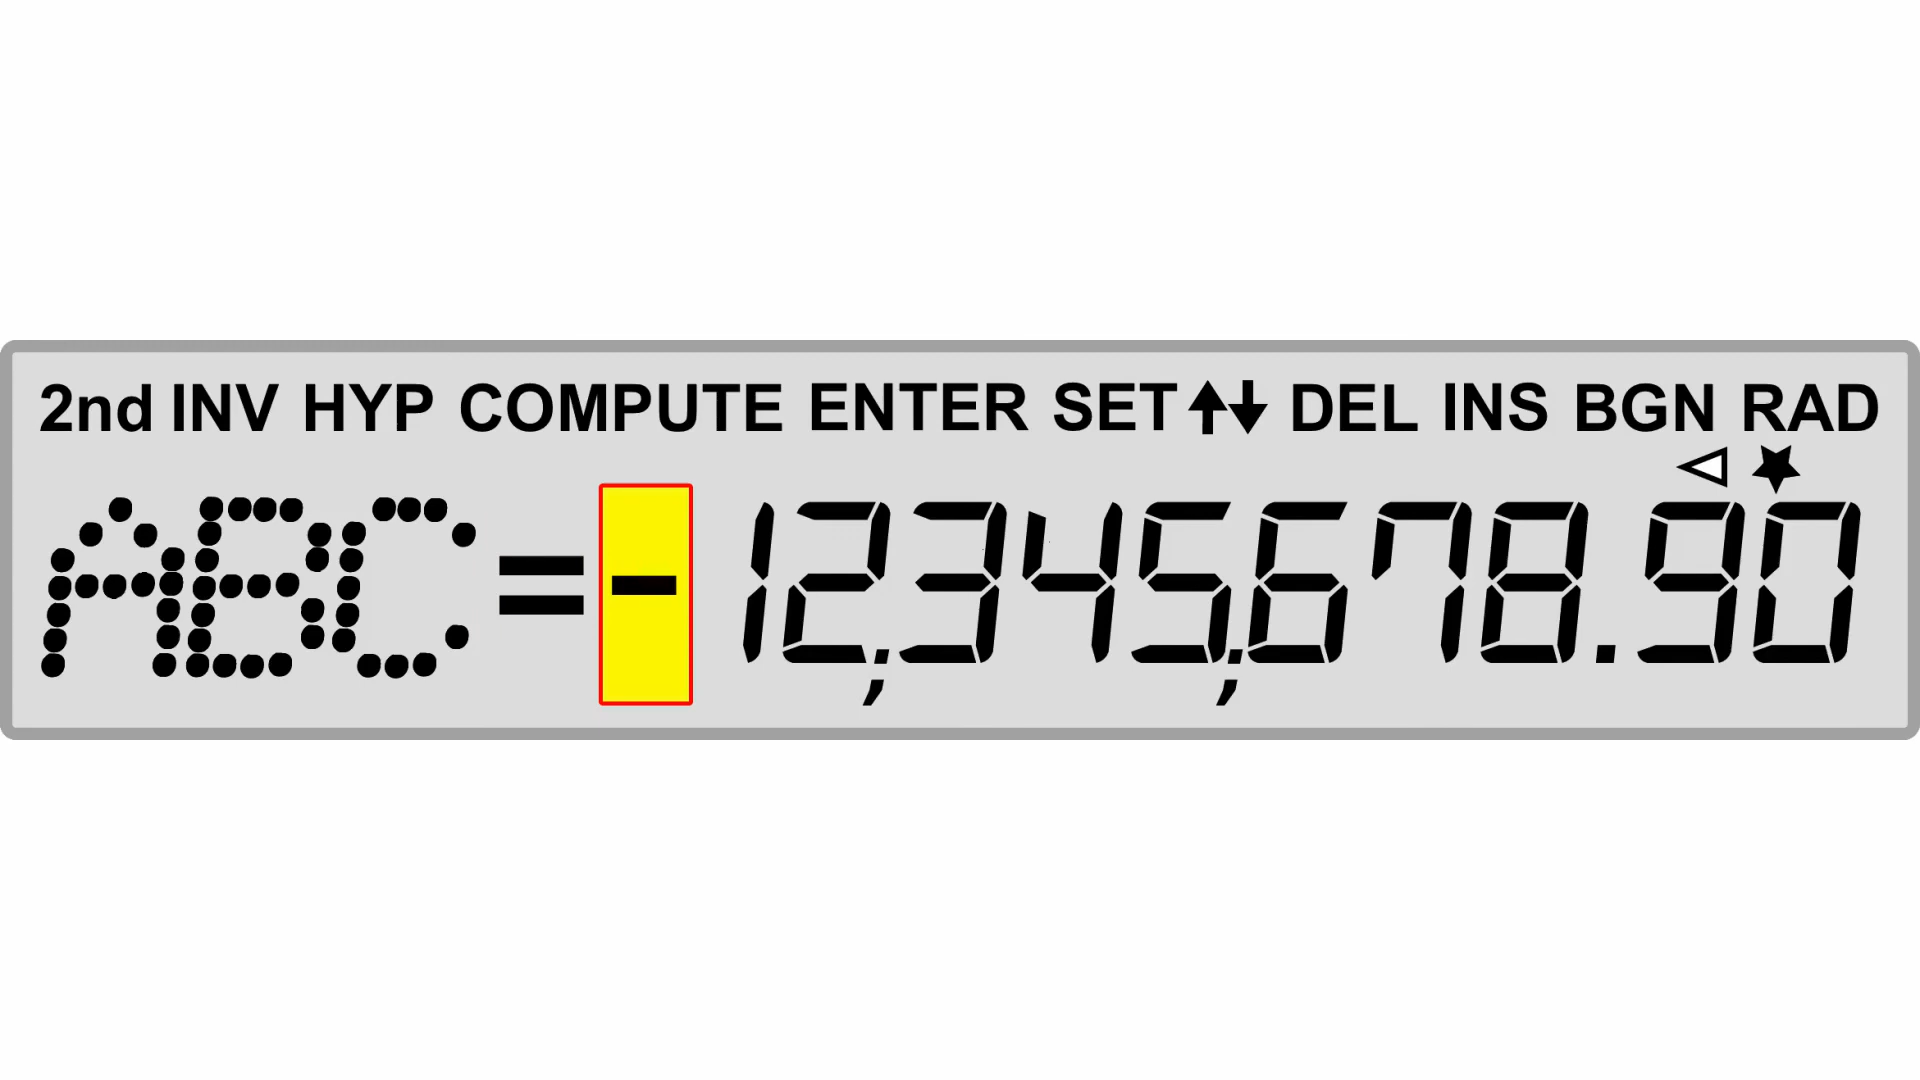 2nd INV HYP COMPUTE ENTER SET ↑↓ DEL INS BGN RAD
ABC=- 12,345,678.90